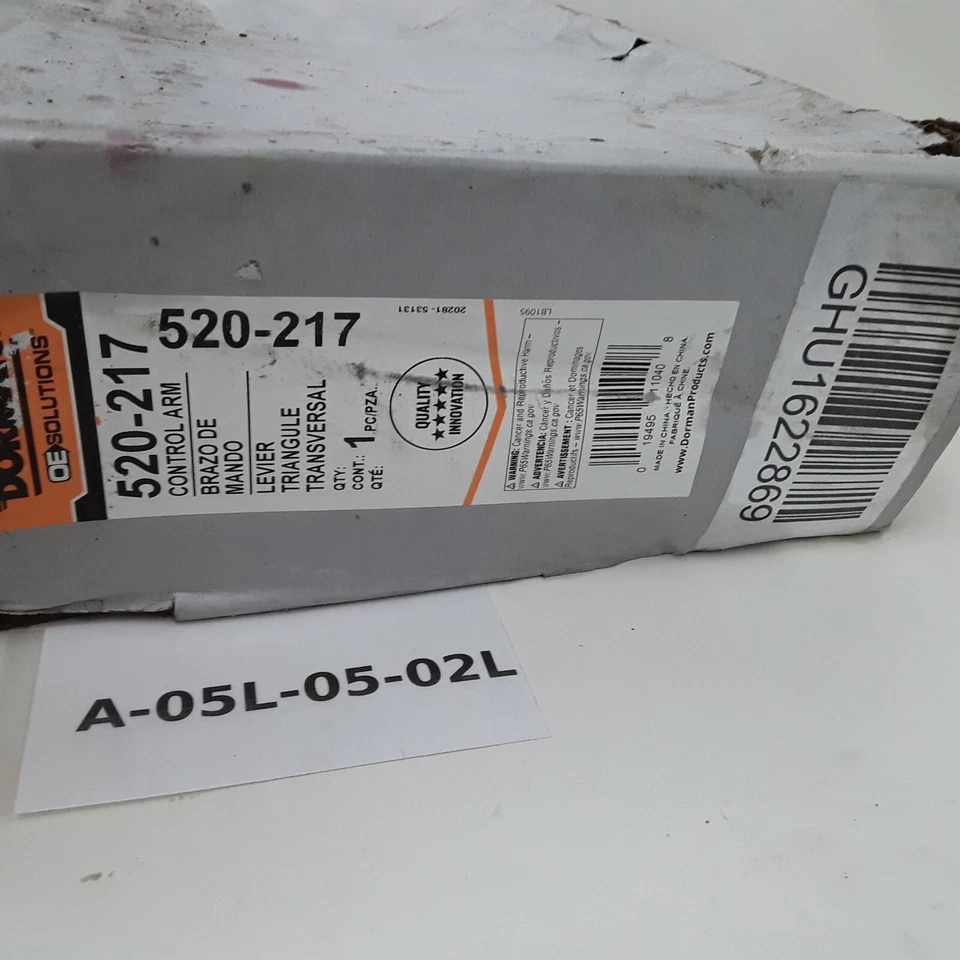 DORMAN
OE SOLUTIONS®
520-217
520-217
CONTROL ARM
BRAZO DE
MANDO
LEVIER
TRIANGULE
TRANSVERSAL
QTY:
CONT.: 1 PC/PZA.
QTÉ:
20281-53131
QUALITY
★★★★★
INNOVATION
LB1095
⚠ WARNING: Cancer and Reproductive Harm –
www.P65Warnings.ca.gov
⚠ ADVERTENCIA: Cáncer y Daños Reproductivos –
www.P65Warnings.ca.gov
⚠ AVERTISSEMENT: Cancer et Dommages
Reproductifs – www.P65Warnings.ca.gov
0 19495 11040 8
MADE IN CHINA · HECHO EN CHINA
FABRIQUÉ À CHINE.
www.DormanProducts.com
GHU1622869
A-05L-05-02L